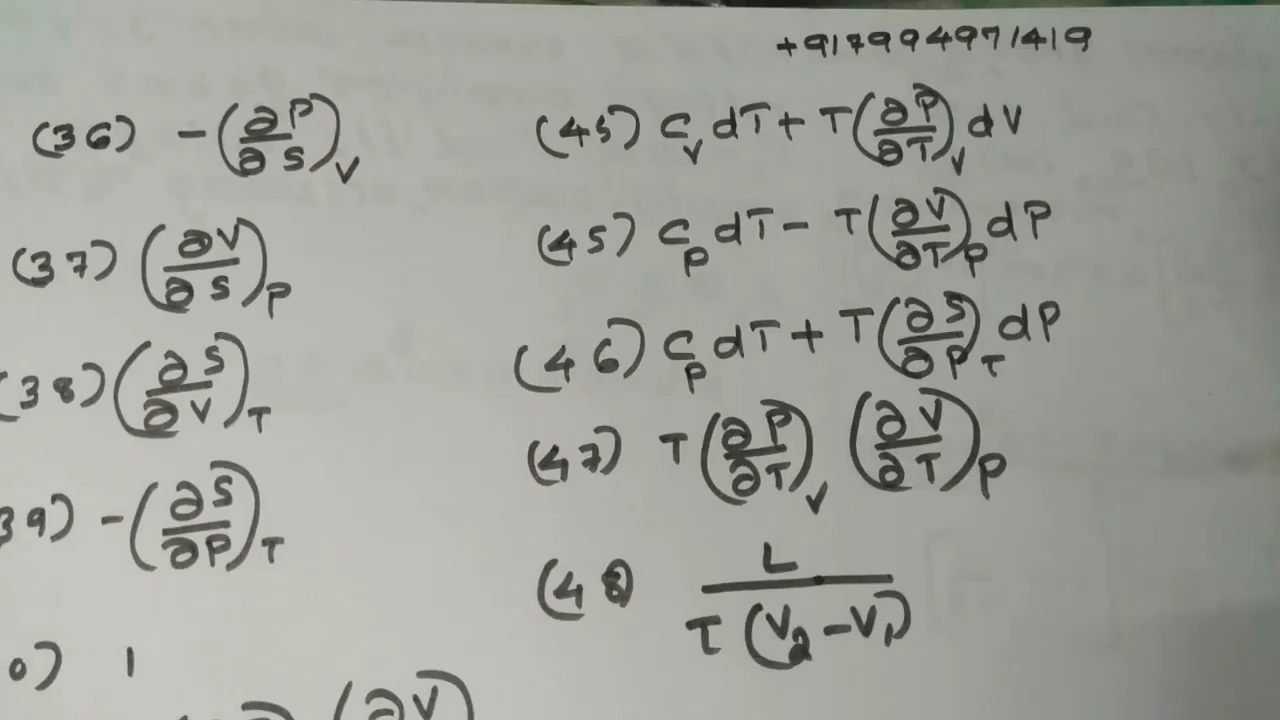 +917994971419
(36) -(∂P/∂S)_V
(37) (∂V/∂S)_P
(38) (∂S/∂V)_T
39) -(∂S/∂P)_T
0) 1
(45) C_V dT + T(∂P/∂T)_V dV
(45) C_P dT - T(∂V/∂T)_P dP
(46) C_P dT + T(∂S/∂P)_T dP
(47) T(∂P/∂T)_V (∂V/∂T)_P
(48) L/T(V₂-V₁)
(∂V